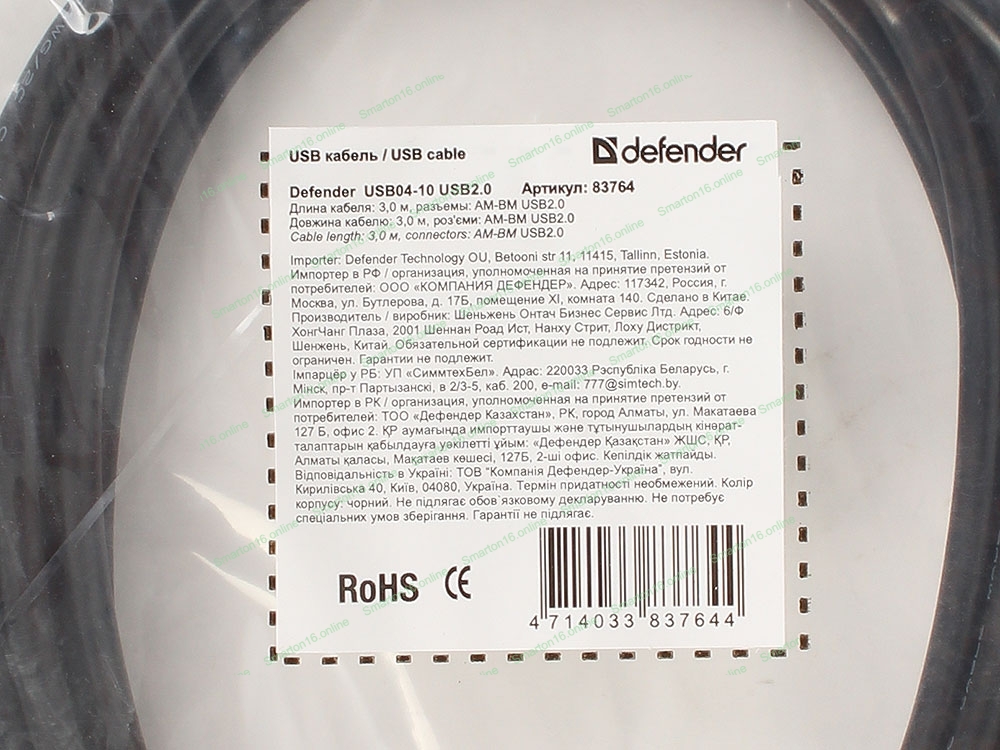 USB кабель / USB cable
defender
Defender USB04-10 USB2.0 Артикул: 83764
Длина кабеля: 3,0 м, разъемы: AM-BM USB2.0
Довжина кабелю: 3,0 м, роз'єми: AM-BM USB2.0
Cable length: 3,0 м, connectors: AM-BM USB2.0
Importer: Defender Technology OU, Betooni str 11, 11415, Tallinn, Estonia.
Импортер в РФ / организация, уполномоченная на принятие претензий от
потребителей: ООО «КОМПАНИЯ ДЕФЕНДЕР». Адрес: 117342, Россия, г.
Москва, ул. Бутлерова, д. 17Б, помещение XI, комната 140. Сделано в Китае.
Производитель / виробник: Шеньжень Онтач Бизнес Сервис Лтд. Адрес: 6/Ф
ХонгЧанг Плаза, 2001 Шеннан Роад Ист, Нанху Стрит, Лоху Дистрикт,
Шенжень, Китай. Обязательной сертификации не подлежит. Срок годности не
ограничен. Гарантии не подлежит.
Імпарцёр у РБ: УП «СиммтехБел». Адрас: 220033 Рэспубліка Беларусь, г.
Мінск, пр-т Партызанскі, в 2/3-5, каб. 200, e-mail: 777@simtech.by.
Импортер в РК / организация, уполномоченная на принятие претензий от
потребителей: ТОО «Дефендер Казахстан», РК, город Алматы, ул. Макатаева
127 Б, офис 2. ҚР аумағында импорттаушы және тұтынушылардың кінәрат-
талаптарын қабылдауға уәкілетті ұйым: «Дефендер Қазақстан» ЖШС, ҚР,
Алматы қаласы, Мақатаев көшесі, 127Б, 2-ші офис. Кепілдік жатпайды.
Відповідальність в Україні: ТОВ "Компанія Дефендер-Україна", вул.
Кирилівська 40, Київ, 04080, Україна. Термін придатності необмежений. Колір
корпусу: чорний. Не підлягає обов`язковому декларуванню. Не потребує
спеціальних умов зберігання. Гарантії не підлягає.
RoHS CE
4 714033 837644
Smarton16.online